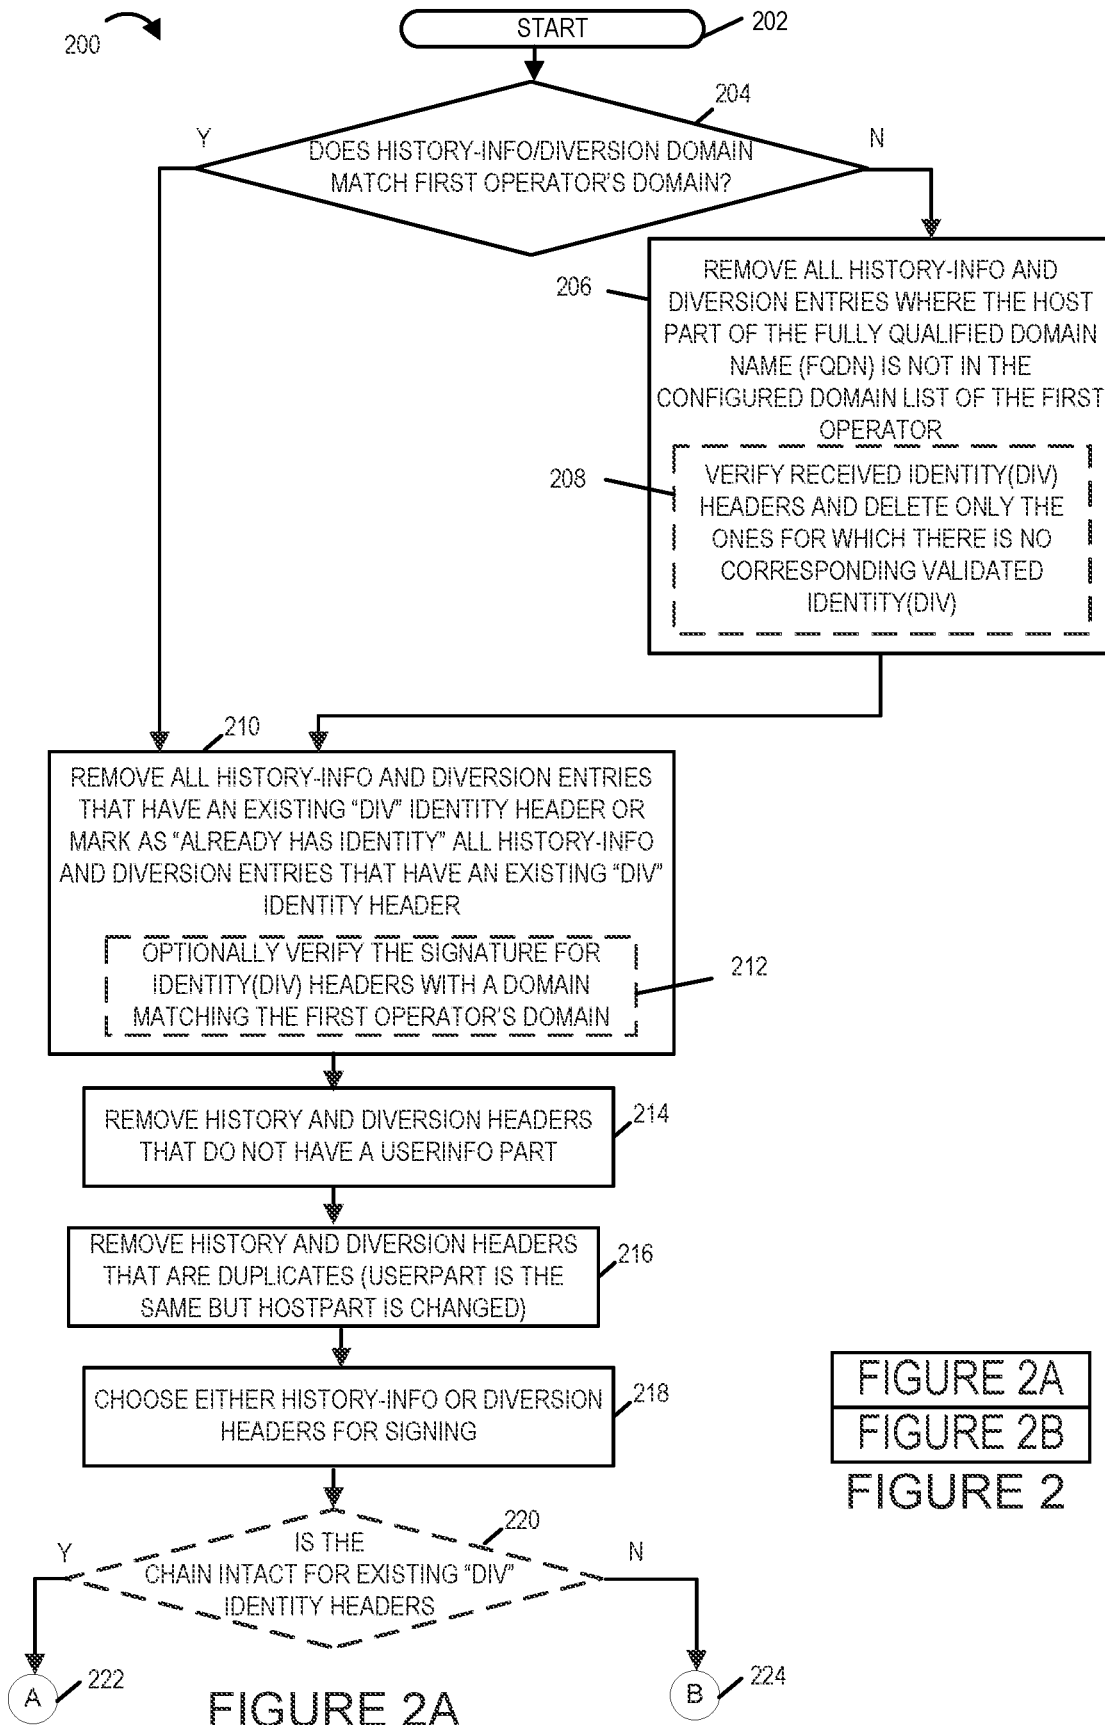 200
START
202
204
Y
N
DOES HISTORY-INFO/DIVERSION DOMAIN
MATCH FIRST OPERATOR'S DOMAIN?
206
REMOVE ALL HISTORY-INFO AND
DIVERSION ENTRIES WHERE THE HOST
PART OF THE FULLY QUALIFIED DOMAIN
NAME (FQDN) IS NOT IN THE
CONFIGURED DOMAIN LIST OF THE FIRST
OPERATOR
208
VERIFY RECEIVED IDENTITY(DIV)
HEADERS AND DELETE ONLY THE
ONES FOR WHICH THERE IS NO
CORRESPONDING VALIDATED
IDENTITY(DIV)
210
REMOVE ALL HISTORY-INFO AND DIVERSION ENTRIES
THAT HAVE AN EXISTING “DIV” IDENTITY HEADER OR
MARK AS “ALREADY HAS IDENTITY” ALL HISTORY-INFO
AND DIVERSION ENTRIES THAT HAVE AN EXISTING “DIV”
IDENTITY HEADER
OPTIONALLY VERIFY THE SIGNATURE FOR
IDENTITY(DIV) HEADERS WITH A DOMAIN
MATCHING THE FIRST OPERATOR'S DOMAIN
212
REMOVE HISTORY AND DIVERSION HEADERS
THAT DO NOT HAVE A USERINFO PART
214
REMOVE HISTORY AND DIVERSION HEADERS
THAT ARE DUPLICATES (USERPART IS THE
SAME BUT HOSTPART IS CHANGED)
216
CHOOSE EITHER HISTORY-INFO OR DIVERSION
HEADERS FOR SIGNING
218
FIGURE 2A
FIGURE 2B
FIGURE 2
220
Y
N
IS THE
CHAIN INTACT FOR EXISTING “DIV”
IDENTITY HEADERS
A
222
B
224
FIGURE 2A